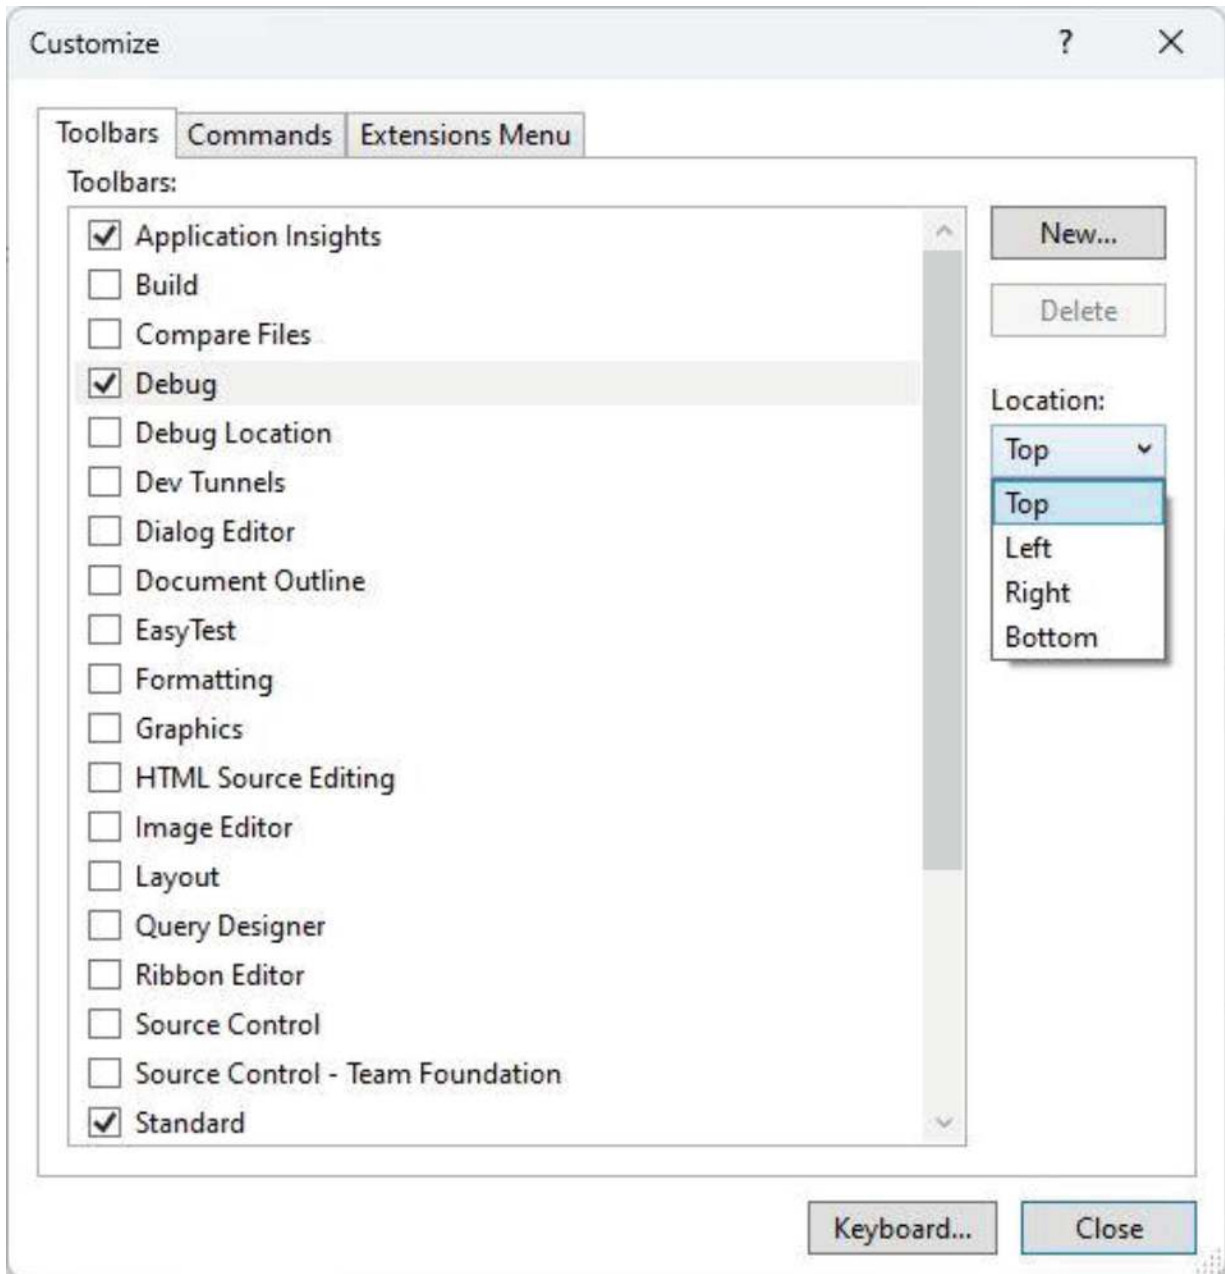 Customize
?
Toolbars
Commands
Extensions Menu
Toolbars:
Application Insights
Build
Compare Files
Debug
Debug Location
Dev Tunnels
Dialog Editor
Document Outline
EasyTest
Formatting
Graphics
HTML Source Editing
Image Editor
Layout
Query Designer
Ribbon Editor
Source Control
Source Control - Team Foundation
Standard
New...
Delete
Location:
Top
Top
Left
Right
Bottom
Keyboard...
Close